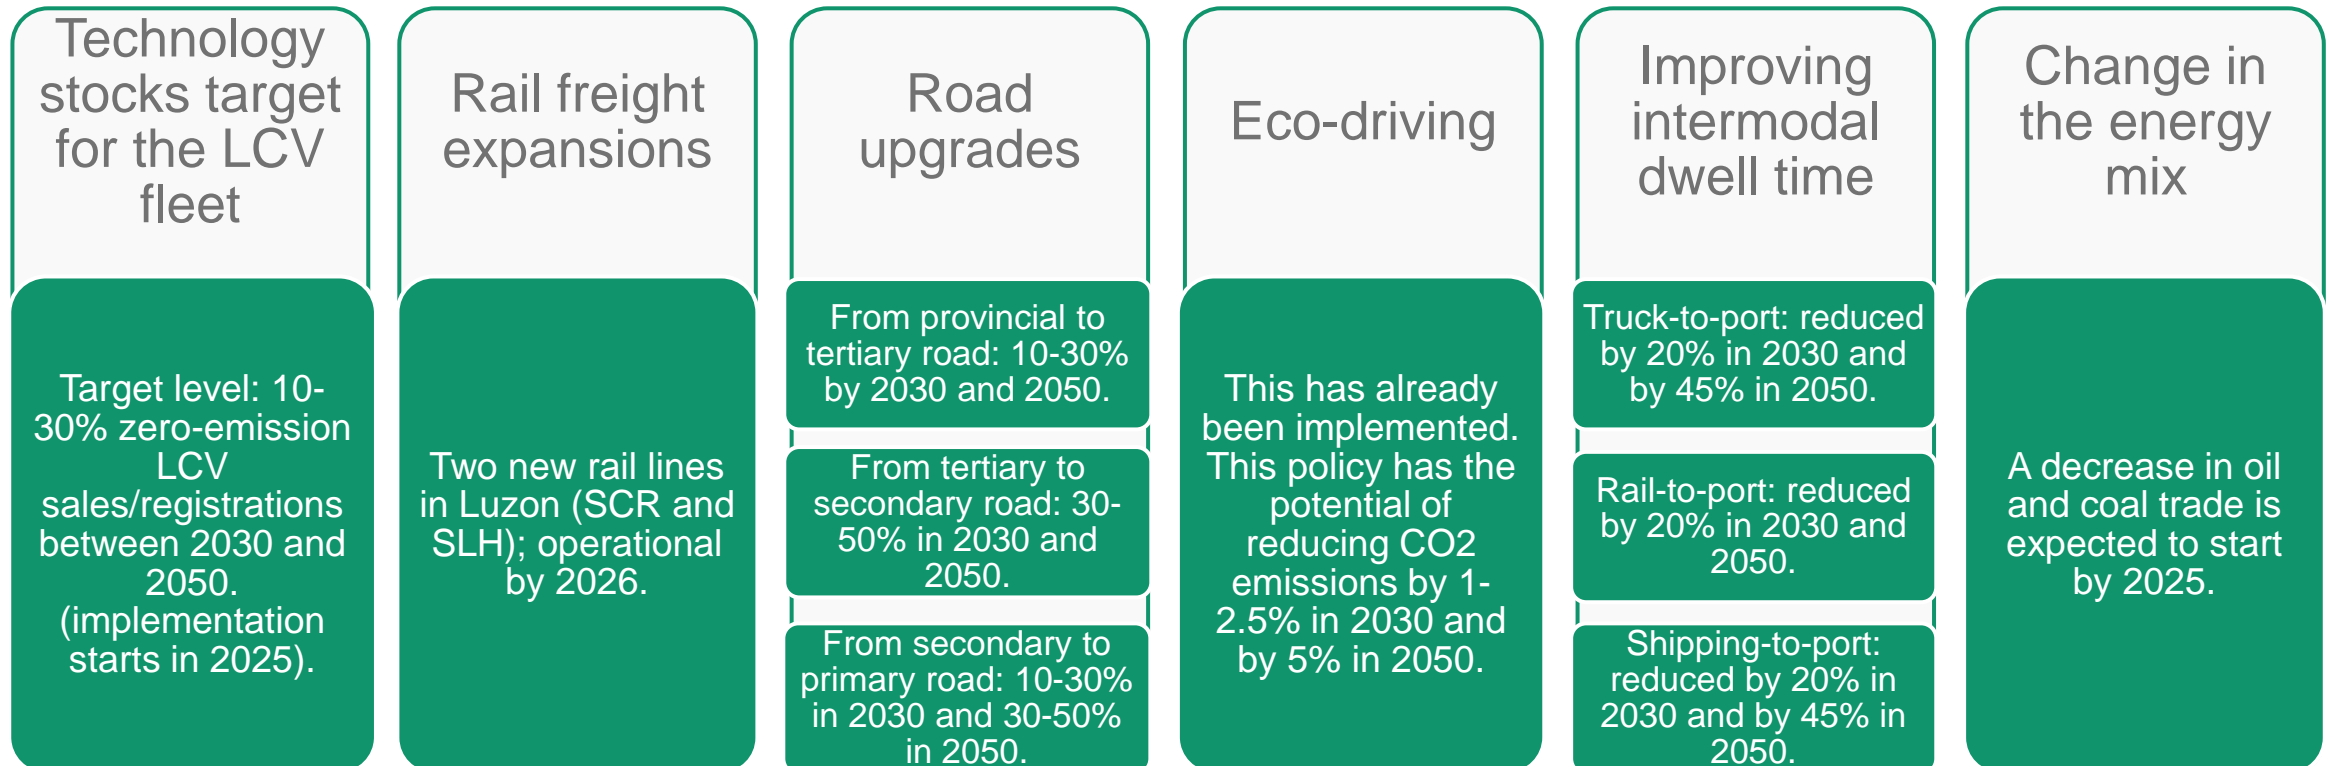 Technology
stocks target
for the LCV
fleet
Target level: 10-
30% zero-emission
LCV
sales/registrations
between 2030 and
2050.
(implementation
starts in 2025).
Rail freight
expansions
Two new rail lines
in Luzon (SCR and
SLH); operational
by 2026.
Road
upgrades
From provincial to
tertiary road: 10-30%
by 2030 and 2050.
From tertiary to
secondary road: 30-
50% in 2030 and
2050.
From secondary to
primary road: 10-30%
in 2030 and 30-50%
in 2050.
Eco-driving
This has already
been implemented.
This policy has the
potential of
reducing CO2
emissions by 1-
2.5% in 2030 and
by 5% in 2050.
Improving
intermodal
dwell time
Truck-to-port: reduced
by 20% in 2030 and
by 45% in 2050.
Rail-to-port: reduced
by 20% in 2030 and
2050.
Shipping-to-port:
reduced by 20% in
2030 and by 45% in
2050.
Change in
the energy
mix
A decrease in oil
and coal trade is
expected to start
by 2025.